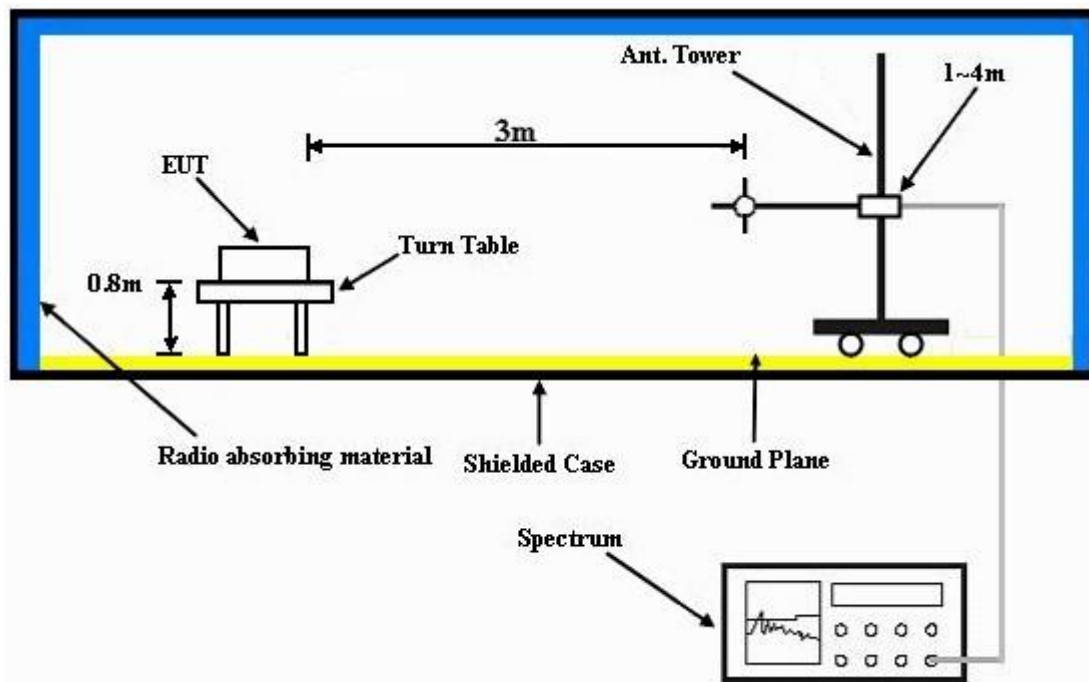 Ant. Tower
1~4m
3m
EUT
Turn Table
0.8m
Radio absorbing material
Shielded Case
Ground Plane
Spectrum